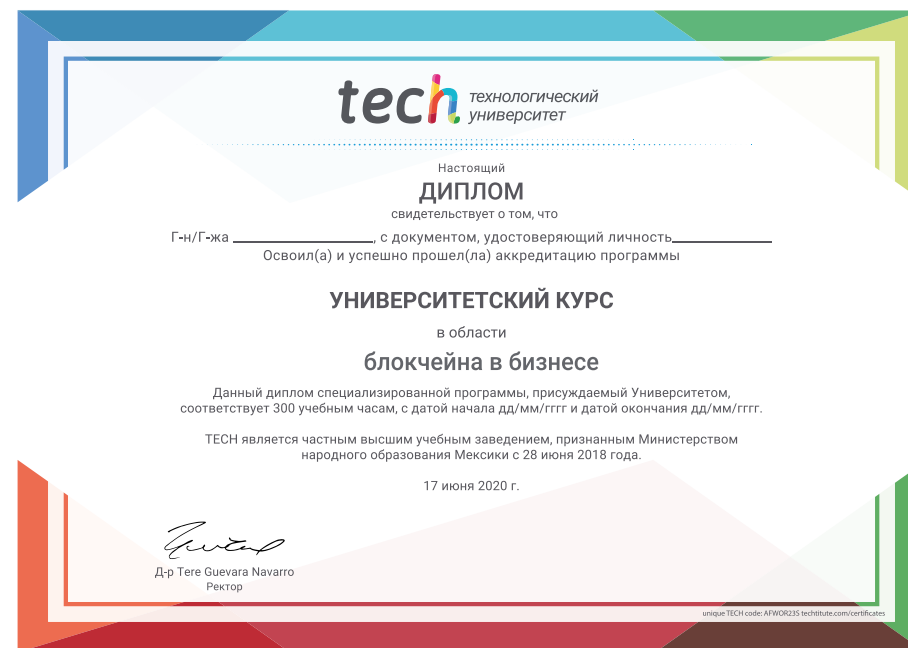 tech технологический
университет
Настоящий
ДИПЛОМ
свидетельствует о том, что
Г-н/Г-жа ____________________, с документом, удостоверяющий личность______________
Освоил(а) и успешно прошел(ла) аккредитацию программы
УНИВЕРСИТЕТСКИЙ КУРС
в области
блокчейна в бизнесе
Данный диплом специализированной программы, присуждаемый Университетом,
соответствует 300 учебным часам, с датой начала дд/мм/гггг и датой окончания дд/мм/гггг.
TECH является частным высшим учебным заведением, признанным Министерством
народного образования Мексики с 28 июня 2018 года.
17 июня 2020 г.
Д-р Tere Guevara Navarro
Ректор
unique TECH code: AFWOR23S techtitute.com/certificates